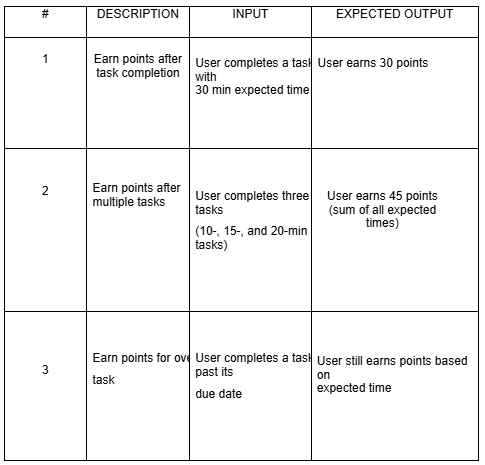 # DESCRIPTION INPUT EXPECTED OUTPUT
1
Earn points after
task completion
User completes a task
with
30 min expected time
User earns 30 points
2
Earn points after
multiple tasks
User completes three
tasks
(10-, 15-, and 20-min
tasks)
User earns 45 points
(sum of all expected
times)
3
Earn points for
task
User completes a task
past its
due date
User still earns points based
on
expected time